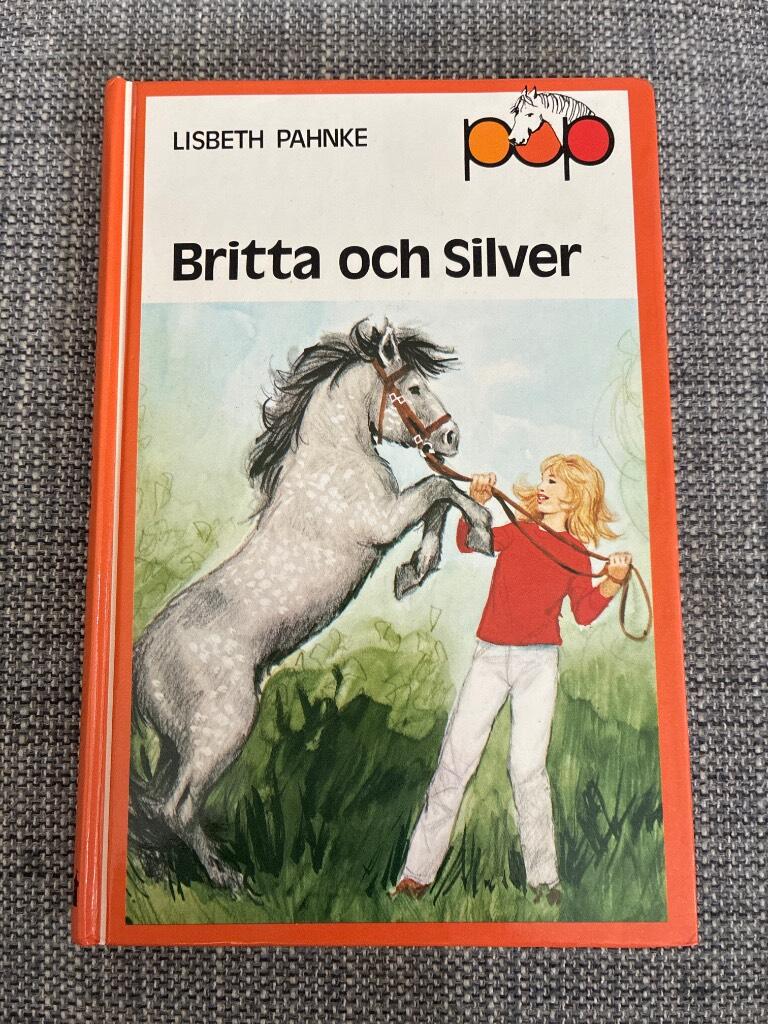 LISBETH PAHNKE
pop
Britta och Silver